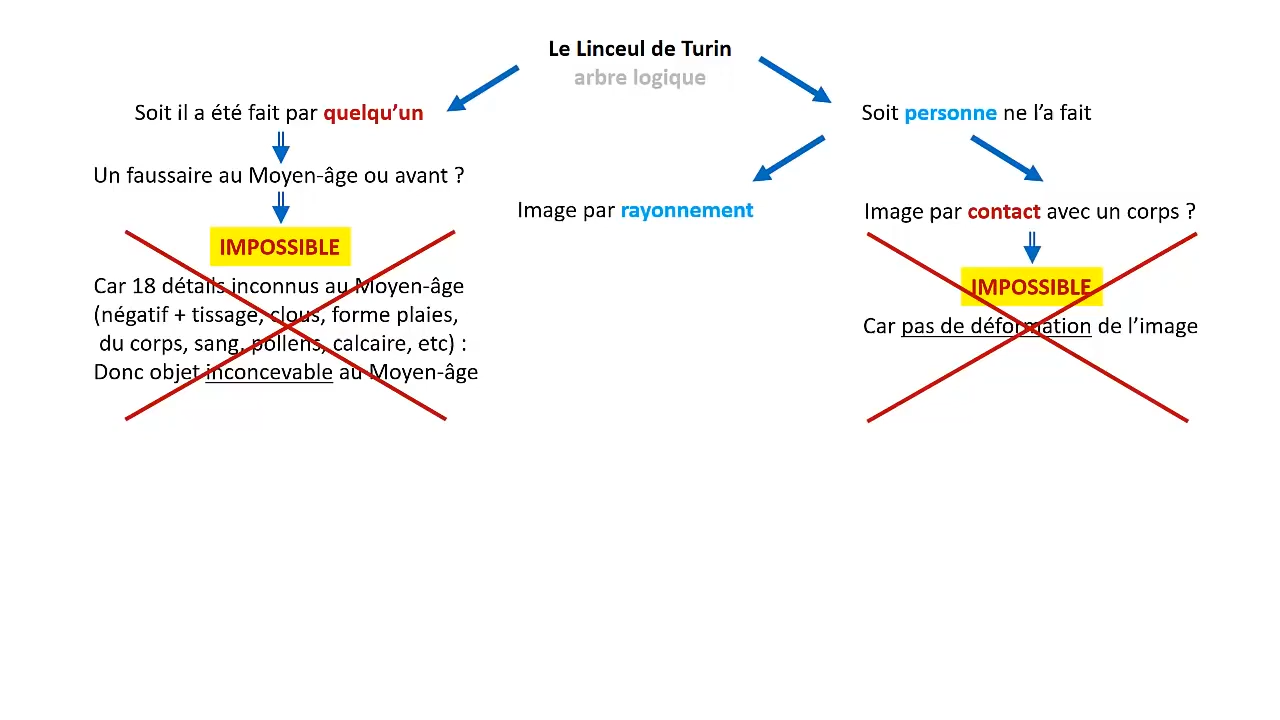 Le Linceul de Turin
arbre logique
Soit il a été fait par quelqu’un
Un faussaire au Moyen-âge ou avant ?
IMPOSSIBLE
Car 18 détails inconnus au Moyen-âge
(négatif + tissage, clous, forme plaies,
du corps, sang, pollens, calcaire, etc) :
Donc objet inconcevable au Moyen-âge
Soit personne ne l’a fait
Image par rayonnement
Image par contact avec un corps ?
IMPOSSIBLE
Car pas de déformation de l’image